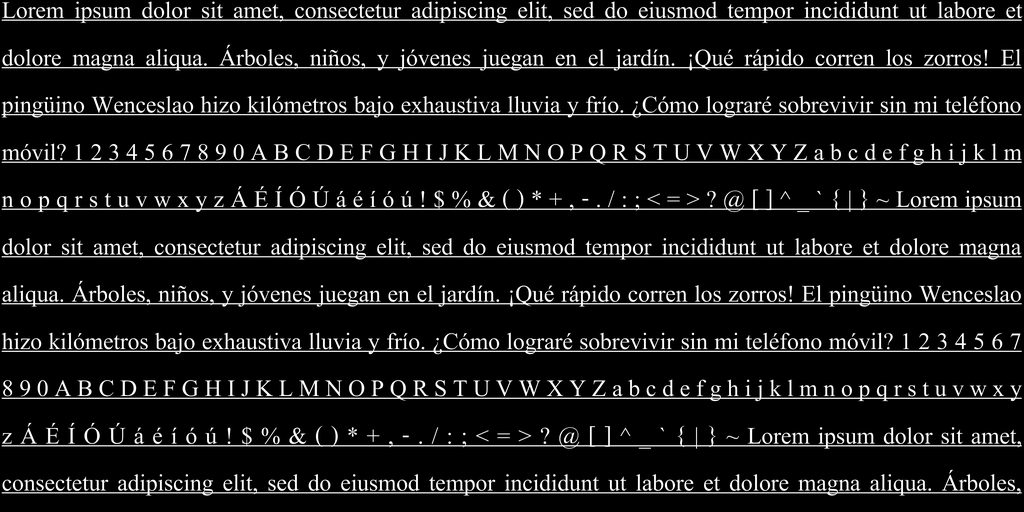 Lorem ipsum dolor sit amet, consectetur adipiscing elit, sed do eiusmod tempor incididunt ut labore et
dolore magna aliqua. Árboles, niños, y jóvenes juegan en el jardín. ¡Qué rápido corren los zorros! El
pingüino Wenceslao hizo kilómetros bajo exhaustiva lluvia y frío. ¿Cómo lograré sobrevivir sin mi teléfono
móvil? 1 2 3 4 5 6 7 8 9 0 A B C D E F G H I J K L M N O P Q R S T U V W X Y Z a b c d e f g h i j k l m
n o p q r s t u v w x y z Á É Í Ó Ú á é í ó ú ! $ % & ( ) * + , - . / : ; < = > ? @ [ ] ^ _ ` { | } ~ Lorem ipsum
dolor sit amet, consectetur adipiscing elit, sed do eiusmod tempor incididunt ut labore et dolore magna
aliqua. Árboles, niños, y jóvenes juegan en el jardín. ¡Qué rápido corren los zorros! El pingüino Wenceslao
hizo kilómetros bajo exhaustiva lluvia y frío. ¿Cómo lograré sobrevivir sin mi teléfono móvil? 1 2 3 4 5 6 7
8 9 0 A B C D E F G H I J K L M N O P Q R S T U V W X Y Z a b c d e f g h i j k l m n o p q r s t u v w x y
z Á É Í Ó Ú á é í ó ú ! $ % & ( ) * + , - . / : ; < = > ? @ [ ] ^ _ ` { | } ~ Lorem ipsum dolor sit amet,
consectetur adipiscing elit, sed do eiusmod tempor incididunt ut labore et dolore magna aliqua. Árboles,